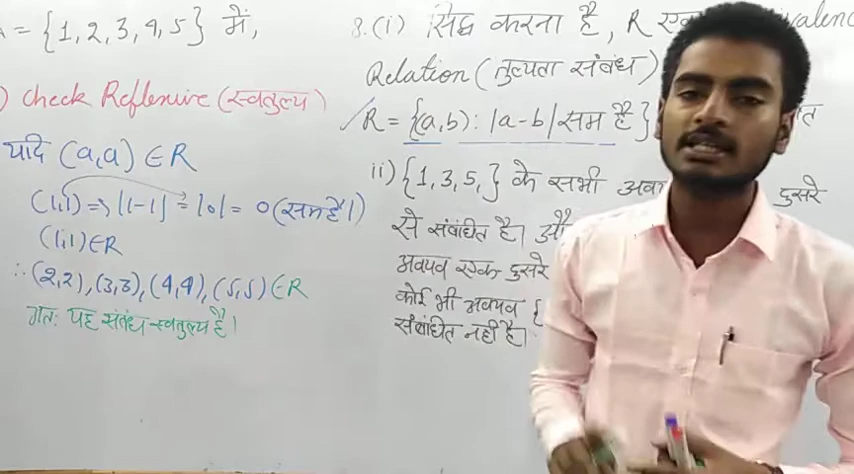 = {1, 2, 3, 4, 5} में,
) Check Reflexive (स्वतुल्य)
यदि (a,a) ∈ R
(1,1) ⇒ |1-1| = |0| = 0 (सम है।)
(1,1) ∈ R
∴ (2,2), (3,3), (4,4), (5,5) ∈ R
अतः यह संबंध स्वतुल्य है।
8. (i) सिद्ध करना है, R
Relation (तुल्यता संबंध)
R = {(a,b) : |a-b| सम है}
ii) {1, 3, 5,} के सभी दुसरे
से संबंधित है। और
अवयव एक दुसरे
कोई भी अवयव {
संबंधित नहीं है।